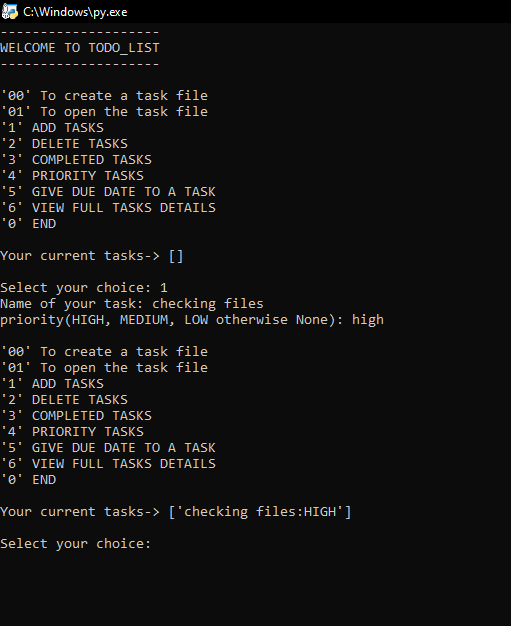 C:\Windows\py.exe
--------------------
WELCOME TO TODO_LIST
--------------------
'00' To create a task file
'01' To open the task file
'1' ADD TASKS
'2' DELETE TASKS
'3' COMPLETED TASKS
'4' PRIORITY TASKS
'5' GIVE DUE DATE TO A TASK
'6' VIEW FULL TASKS DETAILS
'0' END
Your current tasks-> []
Select your choice: 1
Name of your task: checking files
priority(HIGH, MEDIUM, LOW otherwise None): high
'00' To create a task file
'01' To open the task file
'1' ADD TASKS
'2' DELETE TASKS
'3' COMPLETED TASKS
'4' PRIORITY TASKS
'5' GIVE DUE DATE TO A TASK
'6' VIEW FULL TASKS DETAILS
'0' END
Your current tasks-> ['checking files:HIGH']
Select your choice: